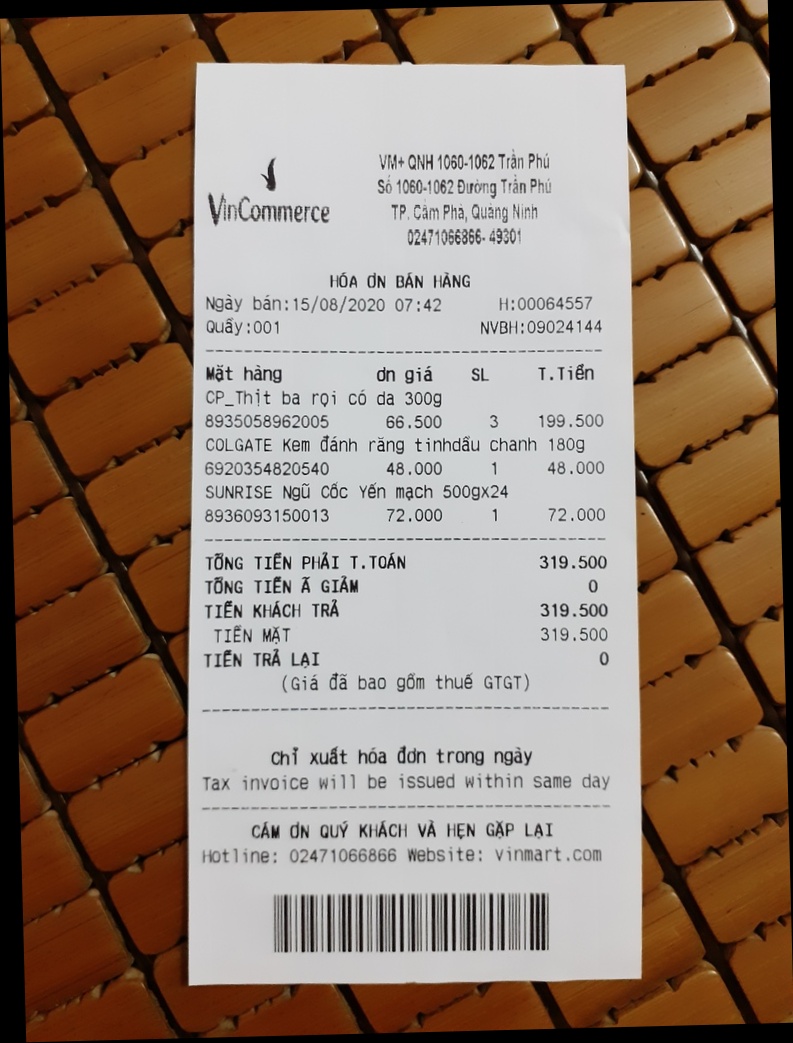 VinCommerce
VM+ QNH 1060-1062 Trần Phú
Số 1060-1062 Đường Trần Phú
TP. Cẩm Phả, Quảng Ninh
02471066866- 49301
HÓA ƠN BÁN HÀNG
Ngày bán:15/08/2020 07:42 H:00064557
Quầy:001 NVBH:09024144
Mặt hàng ơn giá SL T.Tiền
CP_Thịt ba rọi có da 300g
8935058962005 66.500 3 199.500
COLGATE Kem đánh răng tinhdầu chanh 180g
6920354820540 48.000 1 48.000
SUNRISE Ngũ Cốc Yến mạch 500gx24
8936093150013 72.000 1 72.000
TỔNG TIỀN PHẢI T.TOÁN 319.500
TỔNG TIỀN Ã GIẢM 0
TIỀN KHÁCH TRẢ 319.500
TIỀN MẶT 319.500
TIỀN TRẢ LẠI 0
(Giá đã bao gồm thuế GTGT)
Chỉ xuất hóa đơn trong ngày
Tax invoice will be issued within same day
CẢM ƠN QUÝ KHÁCH VÀ HẸN GẶP LẠI
Hotline: 02471066866 Website: vinmart.com